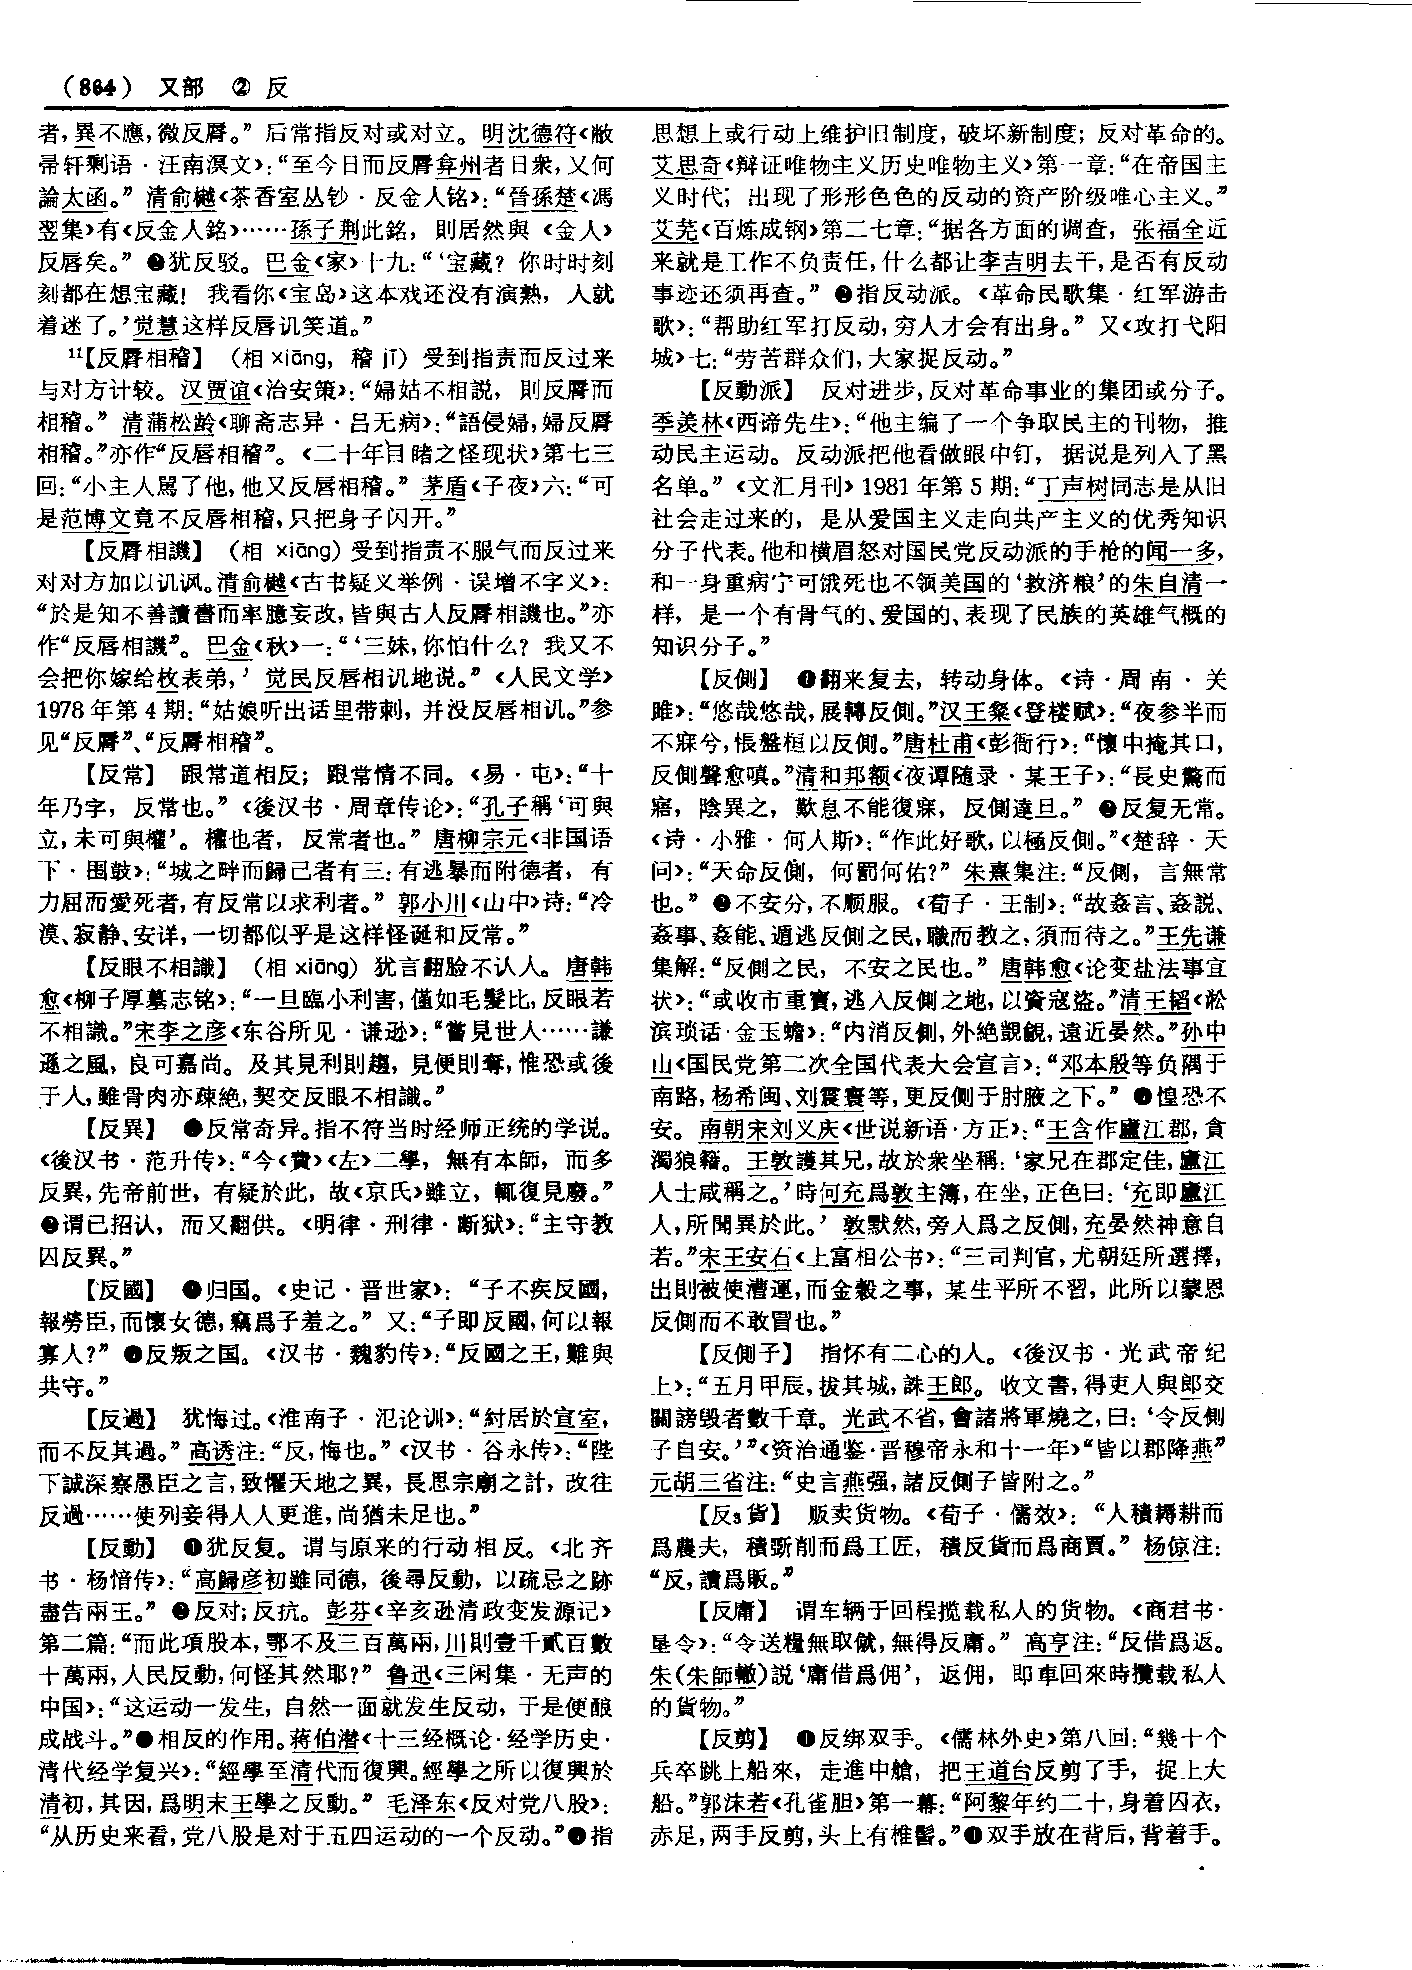 （864） 又部 ② 反
者，異不應，微反脣。” 后常指反对或对立。明沈德符《敝
帚轩剩语·汪南溟文》：“至今日而反脣弇州者日衆，又何
論太函。” 清俞樾《茶香室丛钞·反金人铭》：“晉孫楚《馮
翌集》有《反金人銘》……孫子荆此銘，則居然與《金人》
反唇矣。” ❷犹反驳。巴金《家》十九：“‘宝藏？你时时刻
刻都在想宝藏！我看你《宝岛》这本戏还没有演熟，人就
着迷了。’觉慧这样反唇讥笑道。”
11【反脣相稽】（相 xiāng，稽 jī）受到指责而反过来
与对方计较。汉贾谊《治安策》：“婦姑不相説，則反脣而
相稽。” 清蒲松龄《聊斋志异·吕无病》：“語侵婦，婦反脣
相稽。”亦作“反唇相稽”。《二十年目睹之怪现状》第七三
回：“小主人駡了他，他又反唇相稽。” 茅盾《子夜》六：“可
是范博文竟不反唇相稽，只把身子闪开。”
【反脣相譏】（相 xiāng）受到指责不服气而反过来
对对方加以讥讽。清俞樾《古书疑义举例·误增不字义》：
“於是知不善讀書而率臆妄改，皆與古人反脣相譏也。”亦
作“反唇相譏”。巴金《秋》一：“‘三妹，你怕什么？我又不
会把你嫁给枚表弟，’觉民反唇相讥地说。”《人民文学》
1978 年第 4 期：“姑娘听出话里带刺，并没反唇相讥。”参
见“反脣”、“反脣相稽”。
【反常】 跟常道相反；跟常情不同。《易·屯》：“十
年乃字，反常也。”《後汉书·周章传论》：“孔子稱‘可與
立，未可與權’。權也者，反常者也。” 唐柳宗元《非国语
下·围鼓》：“城之畔而歸己者有三：有逃暴而附德者，有
力屈而愛死者，有反常以求利者。” 郭小川《山中》诗：“冷
漠、寂静、安详，一切都似乎是这样怪诞和反常。”
【反眼不相識】（相 xiāng）犹言翻脸不认人。唐韩
愈《柳子厚墓志铭》：“一旦臨小利害，僅如毛髮比，反眼若
不相識。”宋李之彦《东谷所见·谦逊》：“嘗見世人……謙
遜之風，良可嘉尚。及其見利則趨，見便則奪，惟恐或後
于人，雖骨肉亦疎絶，契交反眼不相識。”
【反異】 ❶反常奇异。指不符当时经师正统的学说。
《後汉书·范升传》：“今《費》《左》二學，無有本師，而多
反異，先帝前世，有疑於此，故《京氏》雖立，輒復見廢。”
❷谓已招认，而又翻供。《明律·刑律·断狱》：“主守教
囚反異。”
【反國】 ❶归国。《史记·晋世家》：“子不疾反國，
報勞臣，而懷女德，竊爲子羞之。” 又：“子即反國，何以報
寡人？” ❷反叛之国。《汉书·魏豹传》：“反國之王，難與
共守。”
【反過】 犹悔过。《淮南子·氾论训》：“紂居於宣室，
而不反其過。” 高诱注：“反，悔也。”《汉书·谷永传》：“陛
下誠深察愚臣之言，致懼天地之異，長思宗廟之計，改往
反過……使列妾得人人更進，尚猶未足也。”
【反動】 ❶犹反复。谓与原来的行动相反。《北齐
书·杨愔传》：“高歸彦初雖同德，後尋反動，以疏忌之跡
盡告兩王。” ❷反对；反抗。彭芬《辛亥逊清政变发源记》
第二篇：“而此項股本，鄂不及三百萬兩，川則壹千貳百數
十萬兩，人民反動，何怪其然耶？” 鲁迅《三闲集·无声的
中国》：“这运动一发生，自然一面就发生反动，于是便酿
成战斗。”❸相反的作用。蒋伯潜《十三经概论·经学历史·
清代经学复兴》：“經學至清代而復興。經學之所以復興於
清初，其因，爲明末王學之反動。” 毛泽东《反对党八股》：
“从历史来看，党八股是对于五四运动的一个反动。”❹指
思想上或行动上维护旧制度，破坏新制度；反对革命的。
艾思奇《辩证唯物主义历史唯物主义》第一章：“在帝国主
义时代，出现了形形色色的反动的资产阶级唯心主义。”
艾芜《百炼成钢》第二七章：“据各方面的调查，张福全近
来就是工作不负责任，什么都让李吉明去干，是否有反动
事迹还须再查。” ❺指反动派。《革命民歌集·红军游击
歌》：“帮助红军打反动，穷人才会有出身。” 又《攻打弋阳
城》七：“劳苦群众们，大家捉反动。”
【反動派】 反对进步，反对革命事业的集团或分子。
季羡林《西谛先生》：“他主编了一个争取民主的刊物，推
动民主运动。反动派把他看做眼中钉，据说是列入了黑
名单。”《文汇月刊》1981 年第 5 期：“丁声树同志是从旧
社会走过来的，是从爱国主义走向共产主义的优秀知识
分子代表。他和横眉怒对国民党反动派的手枪的闻一多，
和一身重病宁可饿死也不领美国的‘救济粮’的朱自清一
样，是一个有骨气的、爱国的、表现了民族的英雄气概的
知识分子。”
【反側】 ❶翻来复去，转动身体。《诗·周南·关
雎》：“悠哉悠哉，展轉反側。”汉王粲《登楼赋》：“夜参半而
不寐兮，悵盤桓以反側。”唐杜甫《彭衙行》：“懷中掩其口，
反側聲愈嗔。”清和邦额《夜谭随录·某王子》：“長史驚而
寤，陰異之，歎息不能復寐，反側達旦。” ❷反复无常。
《诗·小雅·何人斯》：“作此好歌，以極反側。”《楚辞·天
问》：“天命反側，何罰何佑？” 朱熹集注：“反側，言無常
也。” ❸不安分，不顺服。《荀子·王制》：“故姦言、姦説、
姦事、姦能、遁逃反側之民，職而教之，須而待之。”王先谦
集解：“反側之民，不安之民也。” 唐韩愈《论变盐法事宜
状》：“或收市重寶，逃入反側之地，以資寇盗。”清王韬《淞
滨琐话·金玉蟾》：“内消反側，外絶覬覦，遠近晏然。”孙中
山《国民党第二次全国代表大会宣言》：“邓本殷等负隅于
南路，杨希闽、刘震寰等，更反侧于肘腋之下。” ❹惶恐不
安。南朝宋刘义庆《世说新语·方正》：“王含作廬江郡，貪
濁狼籍。王敦護其兄，故於衆坐稱：‘家兄在郡定佳，廬江
人士咸稱之。’時何充爲敦主簿，在坐，正色曰：‘充即廬江
人，所聞異於此。’ 敦默然，旁人爲之反側，充晏然神意自
若。”宋王安石《上富相公书》：“三司判官，尤朝廷所選擇，
出則被使漕運，而金穀之事，某生平所不習，此所以蒙恩
反側而不敢冒也。”
【反側子】 指怀有二心的人。《後汉书·光武帝纪
上》：“五月甲辰，拔其城，誅王郎。收文書，得吏人與郎交
關謗毁者數千章。光武不省，會諸將軍燒之，曰：‘令反側
子自安。’”《资治通鉴·晋穆帝永和十一年》“皆以郡降燕”
元胡三省注：“史言燕强，諸反側子皆附之。”
【反3貨】 贩卖货物。《荀子·儒效》：“人積耨耕而
爲農夫，積斲削而爲工匠，積反貨而爲商賈。” 杨倞注：
“反，讀爲販。”
【反庸】 谓车辆于回程揽载私人的货物。《商君书·
垦令》：“令送糧無取僦，無得反庸。” 高亨注：“反借爲返。
朱（朱師轍）説‘庸借爲佣’，返佣，即車回來時攬载私人
的貨物。”
【反剪】 ❶反绑双手。《儒林外史》第八回：“幾十个
兵卒跳上船來，走進中艙，把王道台反剪了手，捉上大
船。”郭沫若《孔雀胆》第一幕：“阿黎年约二十，身着囚衣，
赤足，两手反剪，头上有椎髻。”❷双手放在背后，背着手。